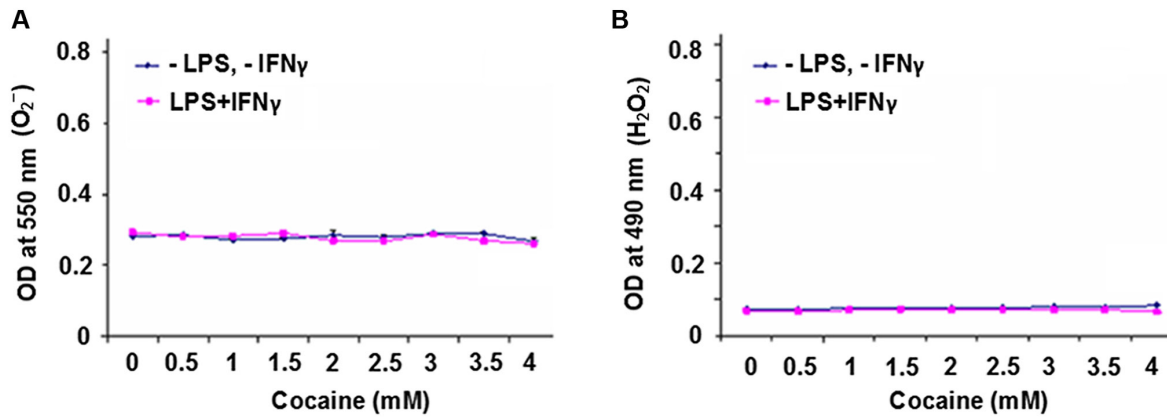 A
OD at 550 nm (O₂⁻)
0.8
0.6
0.4
0.2
0
- LPS, - IFNγ
LPS+IFNγ
0 0.5 1 1.5 2 2.5 3 3.5 4
Cocaine (mM)
B
OD at 490 nm (H₂O₂)
0.8
0.6
0.4
0.2
0
- LPS, - IFNγ
LPS+IFNγ
0 0.5 1 1.5 2 2.5 3 3.5 4
Cocaine (mM)